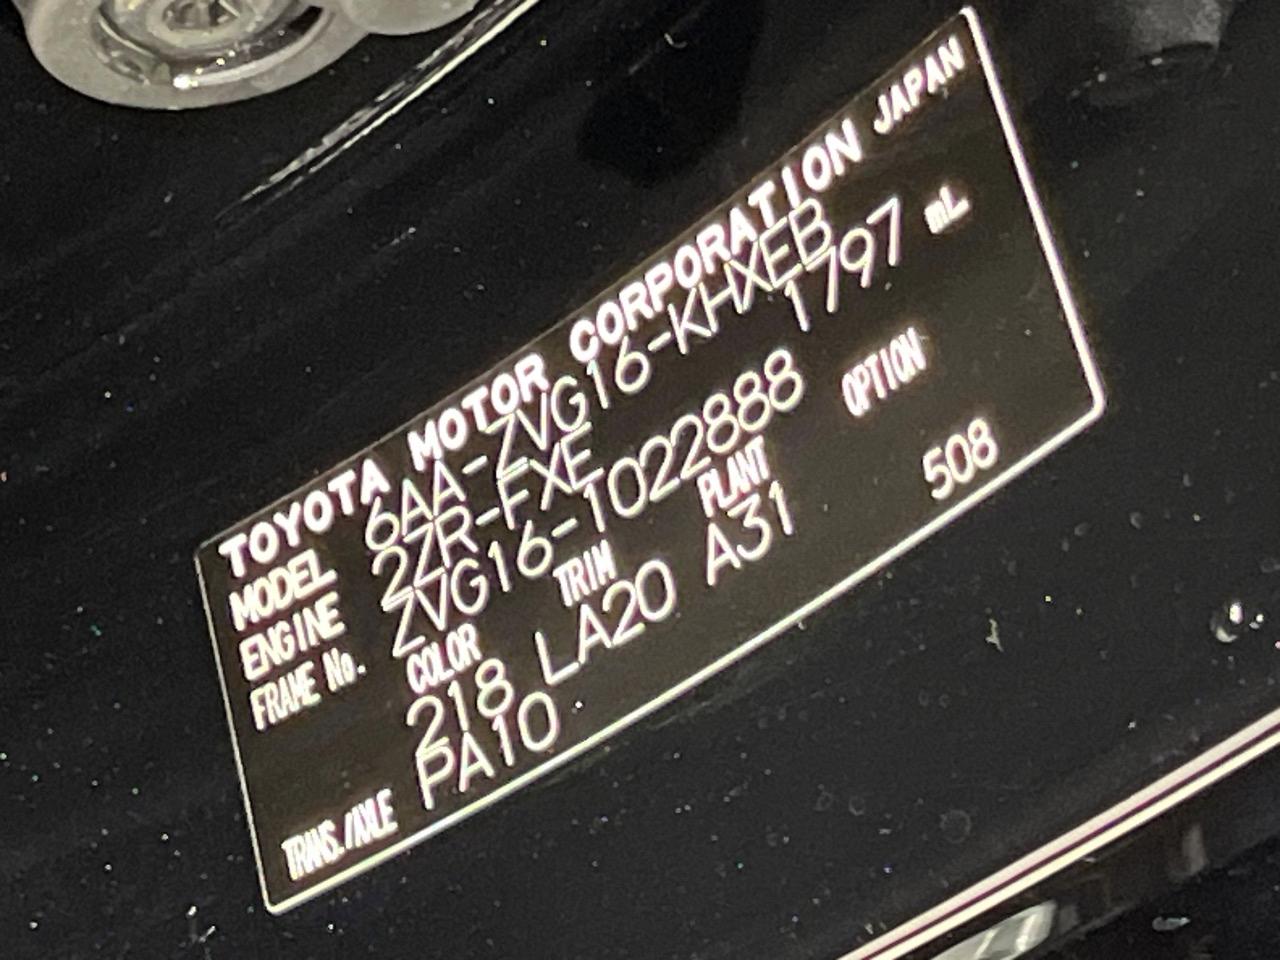 TOYOTA MOTOR CORPORATION JAPAN
MODEL 6AA-ZVG16-KHXEB
ENGINE 2ZR-FXE 1797 mL
FRAME No. ZVG16-1022888
COLOR TRIM PLANT OPTION
218 LA20 A31 508
TRANS./AXLE PA10